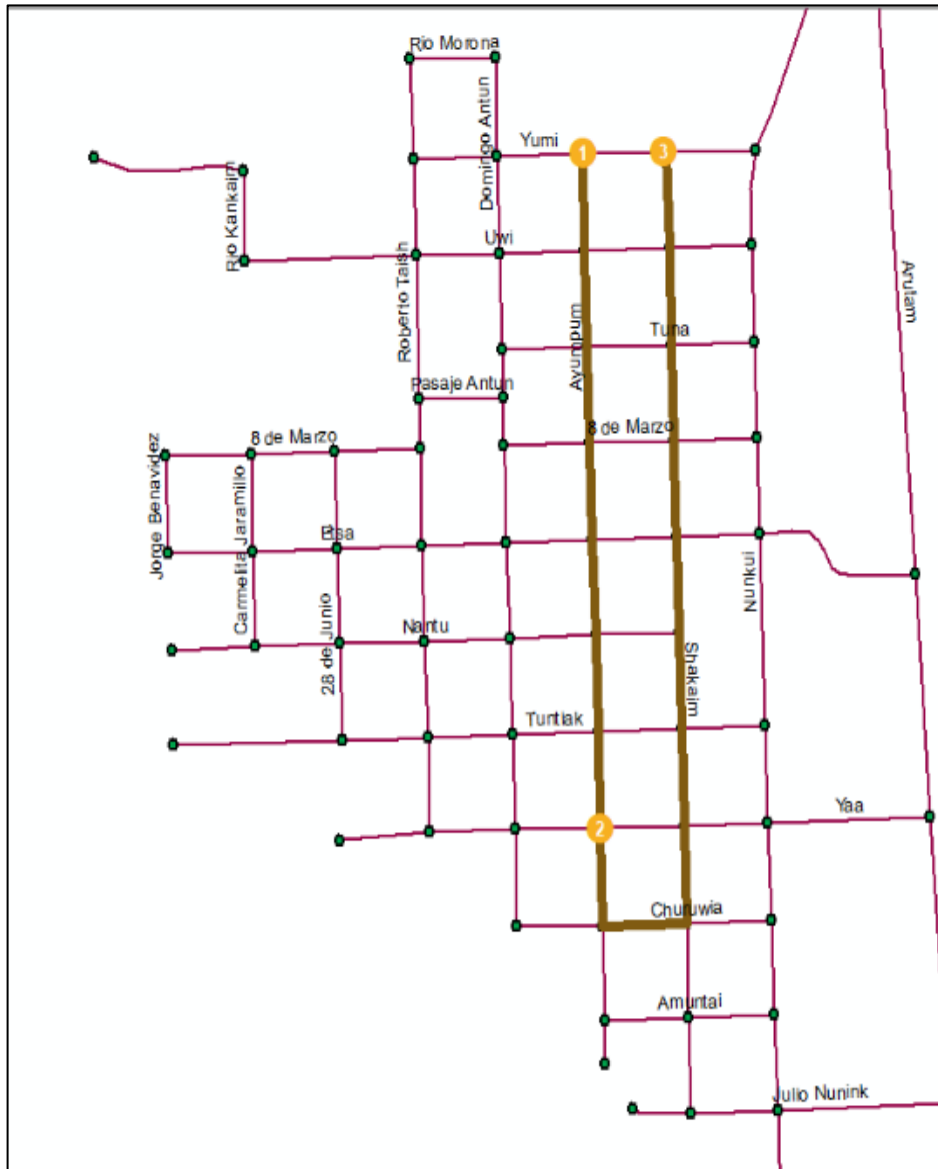 Rio Morona
Domingo Antun
Yumi
1
3
Rio Kankaim
Uwi
Roberto Taish
Arutam
Tuna
Ayumpum
Pasaje Antun
8 de Marzo
8 de Marzo
Jorge Benavidez
Carmelita Jaramillo
Etsa
Nunkui
28 de Junio
Nantu
Shakaim
Tuntiak
Yaa
2
Churuwia
Amuntai
Julio Nunink